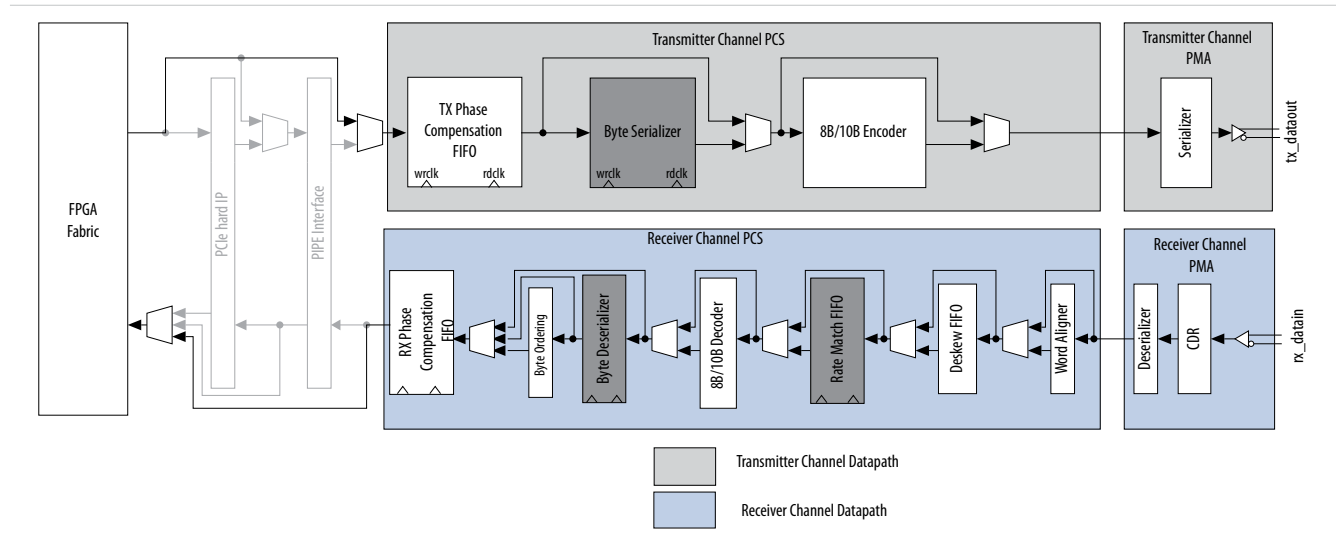 FPGA
Fabric
PCIe hard IP
PIPE Interface
Transmitter Channel PCS
TX Phase
Compensation
FIFO
wrclk
rdclk
Byte Serializer
wrclk
rdclk
8B/10B Encoder
Transmitter Channel
PMA
Serializer
tx_dataout
Receiver Channel PCS
RX Phase
Compensation
FIFO
Byte Ordering
Byte Deserializer
8B/10B Decoder
Rate Match FIFO
Deskew FIFO
Word Aligner
Receiver Channel
PMA
Deserializer
CDR
rx_datain
Transmitter Channel Datapath
Receiver Channel Datapath